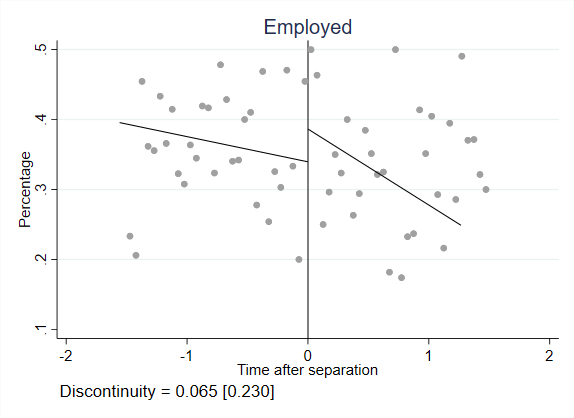 Employed
Percentage
.5
.4
.3
.2
.1
-2 -1 0 1 2
Time after separation
Discontinuity = 0.065 [0.230]